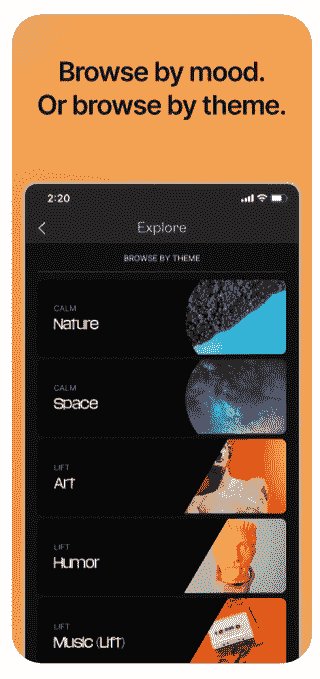 Browse by mood.
Or browse by theme.
2:20
Explore
BROWSE BY THEME
CALM
Nature
CALM
Space
LIFT
Art
LIFT
Humor
LIFT
Music (Lift)